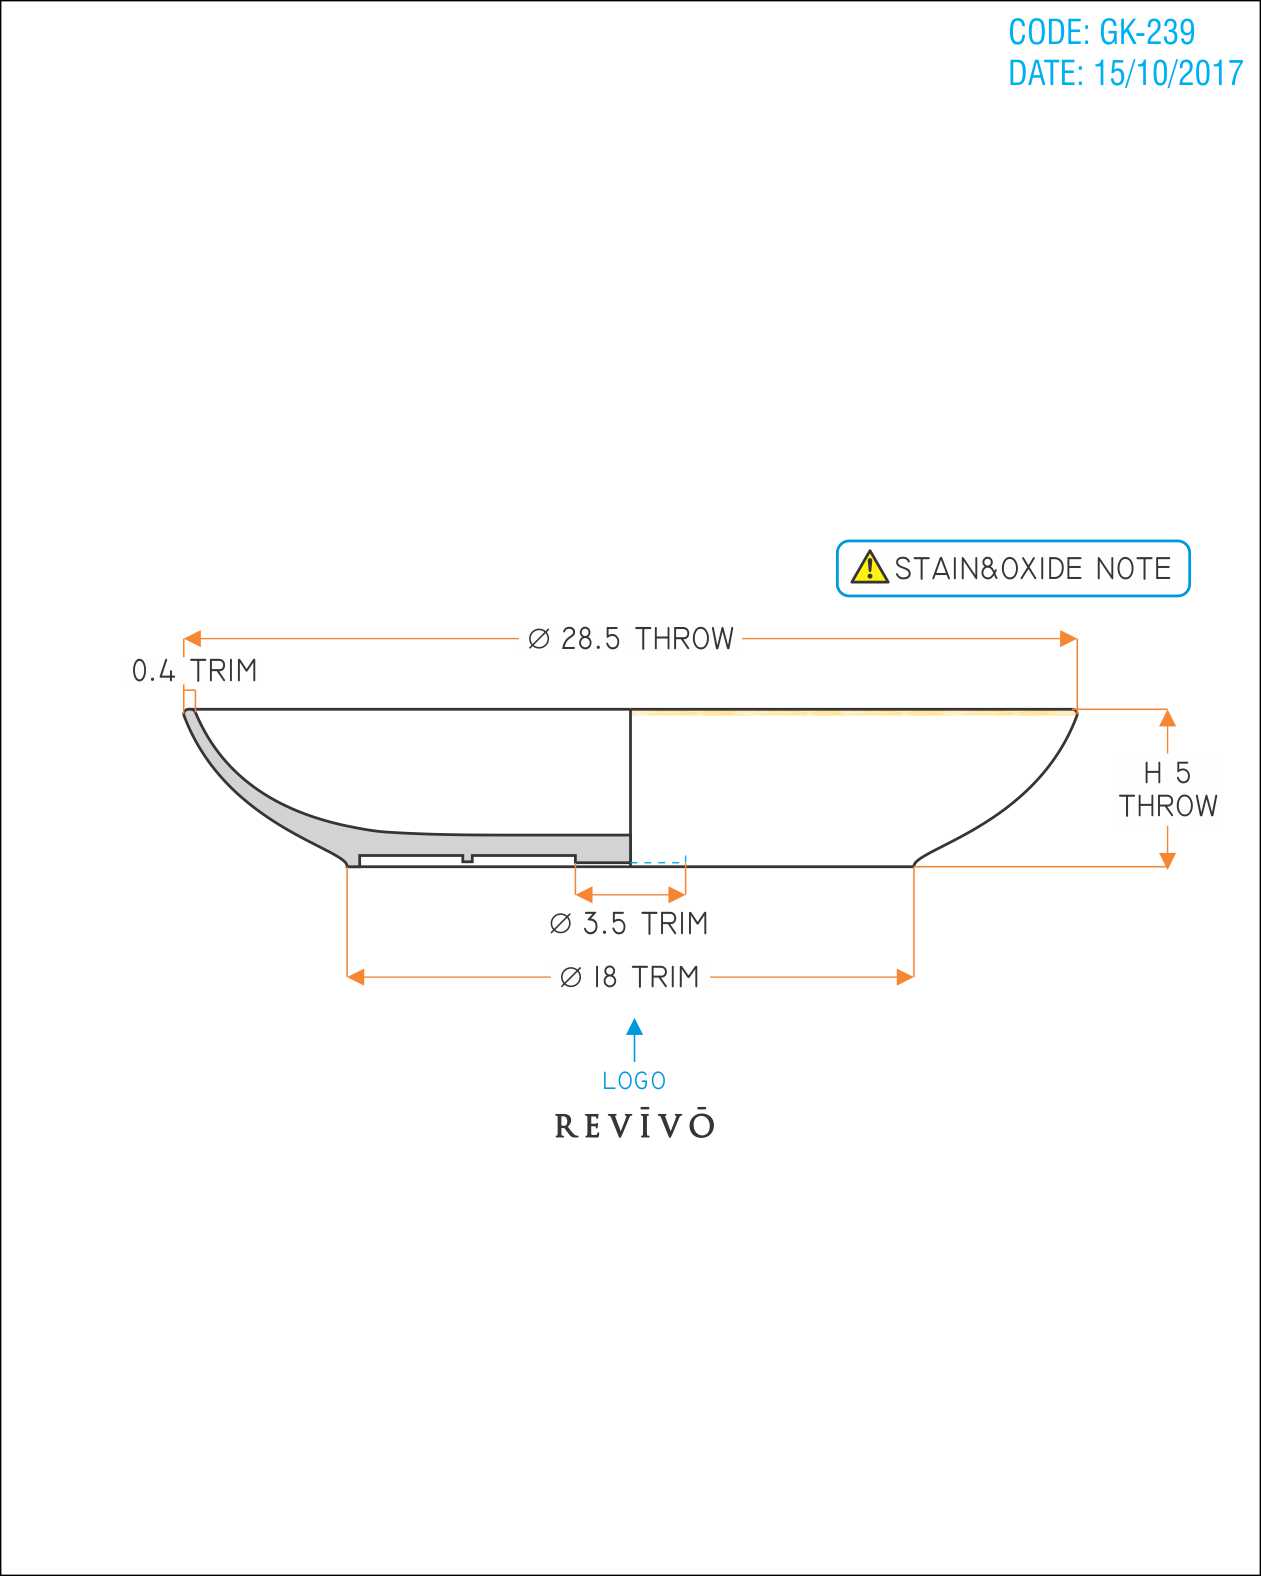 CODE: GK-239
DATE: 15/10/2017
STAIN&OXIDE NOTE
Ø 28.5 THROW
0.4 TRIM
H 5
THROW
Ø 3.5 TRIM
Ø 18 TRIM
LOGO
REVĪVŌ